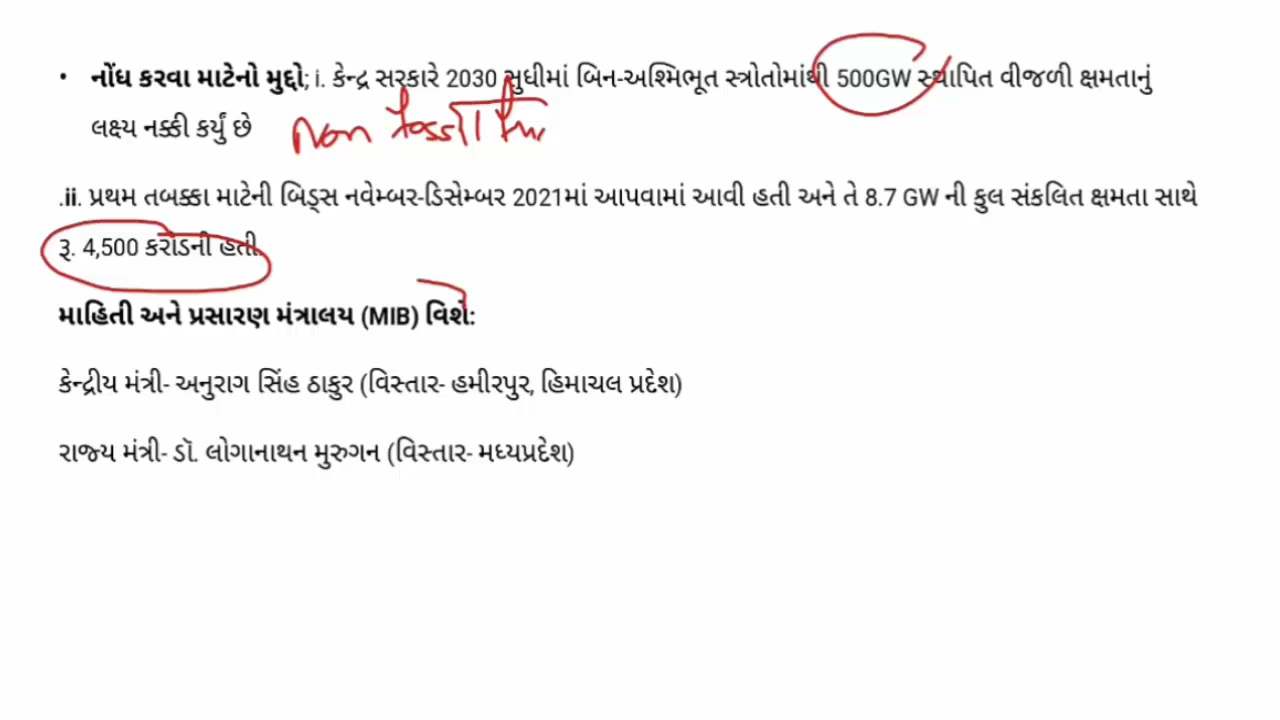 • નોંધ કરવા માટેનો મુદ્દો; i. કેન્દ્ર સરકારે 2030 સુધીમાં બિન-અશ્મિભૂત સ્ત્રોતોમાંથી 500GW સ્થાપિત વીજળી ક્ષમતાનું
લક્ષ્ય નક્કી કર્યું છે
Non fossil
.ii. પ્રથમ તબક્કા માટેની બિડ્સ નવેમ્બર-ડિસેમ્બર 2021માં આપવામાં આવી હતી અને તે 8.7 GW ની કુલ સંકલિત ક્ષમતા સાથે
રૂ. 4,500 કરોડની હતી.
માહિતી અને પ્રસારણ મંત્રાલય (MIB) વિશે:
કેન્દ્રીય મંત્રી- અનુરાગ સિંહ ઠાકુર (વિસ્તાર- હમીરપુર, હિમાચલ પ્રદેશ)
રાજ્ય મંત્રી- ડૉ. લોગાનાથન મુરુગન (વિસ્તાર- મધ્યપ્રદેશ)